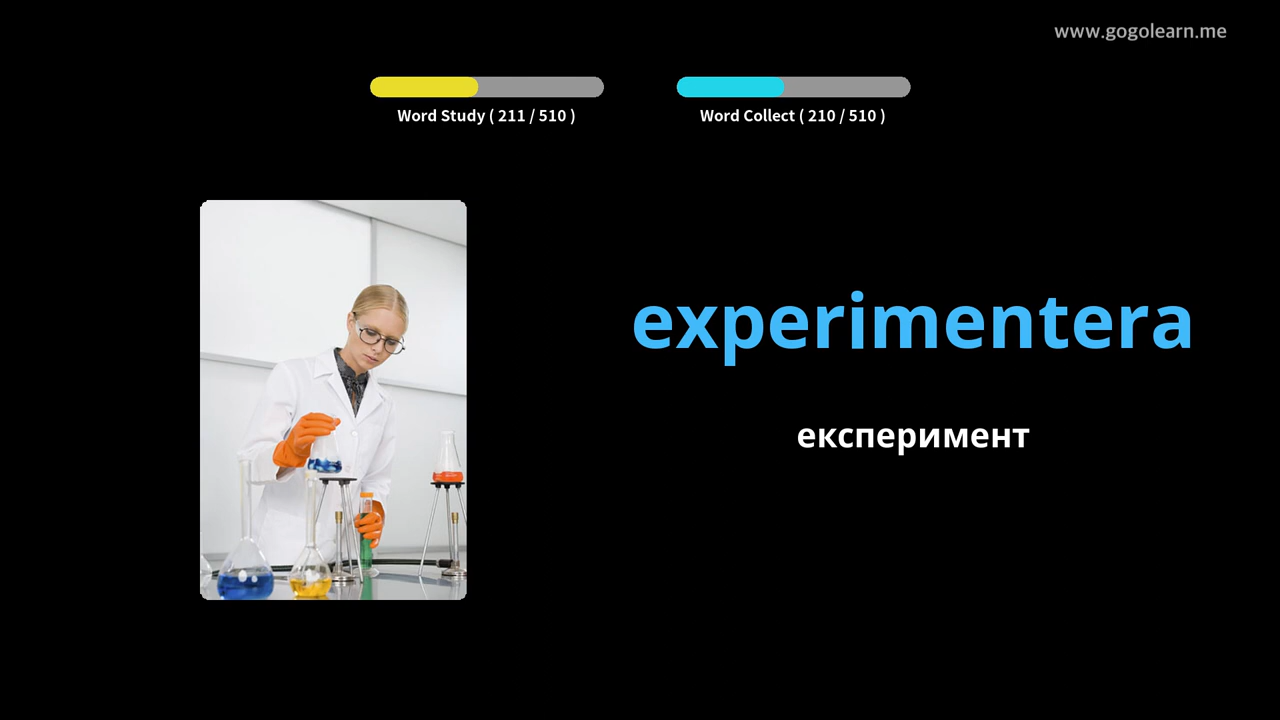 www.gogolearn.me
Word Study ( 211 / 510 )
Word Collect ( 210 / 510 )
experimentera
експеримент